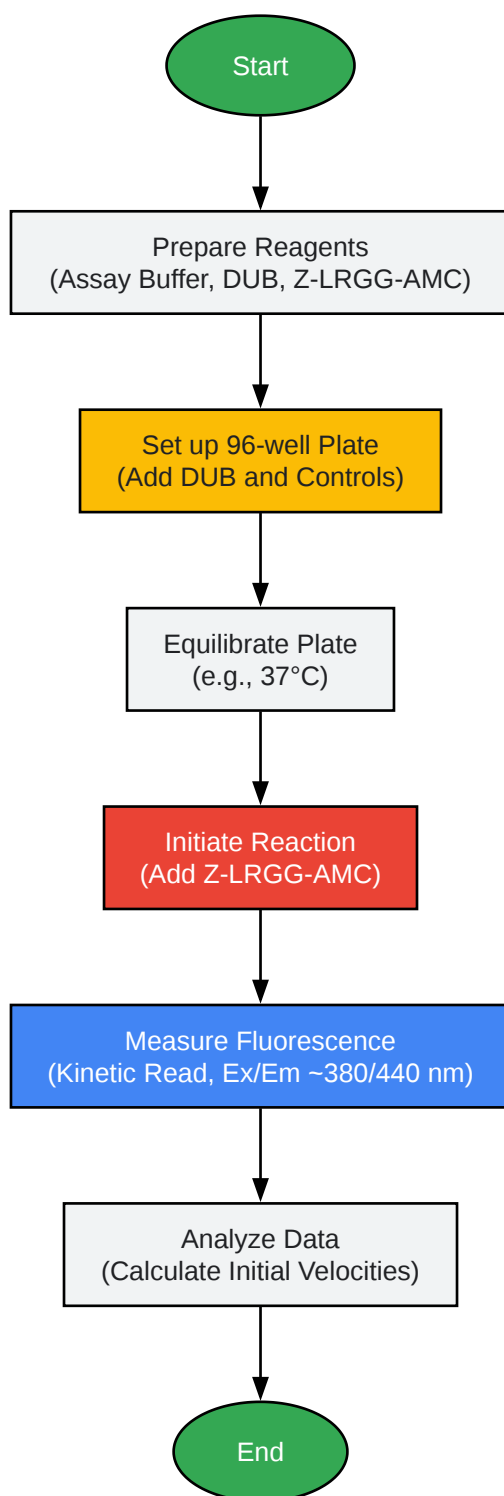 Start
Prepare Reagents
(Assay Buffer, DUB, Z-LRGG-AMC)
Set up 96-well Plate
(Add DUB and Controls)
Equilibrate Plate
(e.g., 37°C)
Initiate Reaction
(Add Z-LRGG-AMC)
Measure Fluorescence
(Kinetic Read, Ex/Em ~380/440 nm)
Analyze Data
(Calculate Initial Velocities)
End